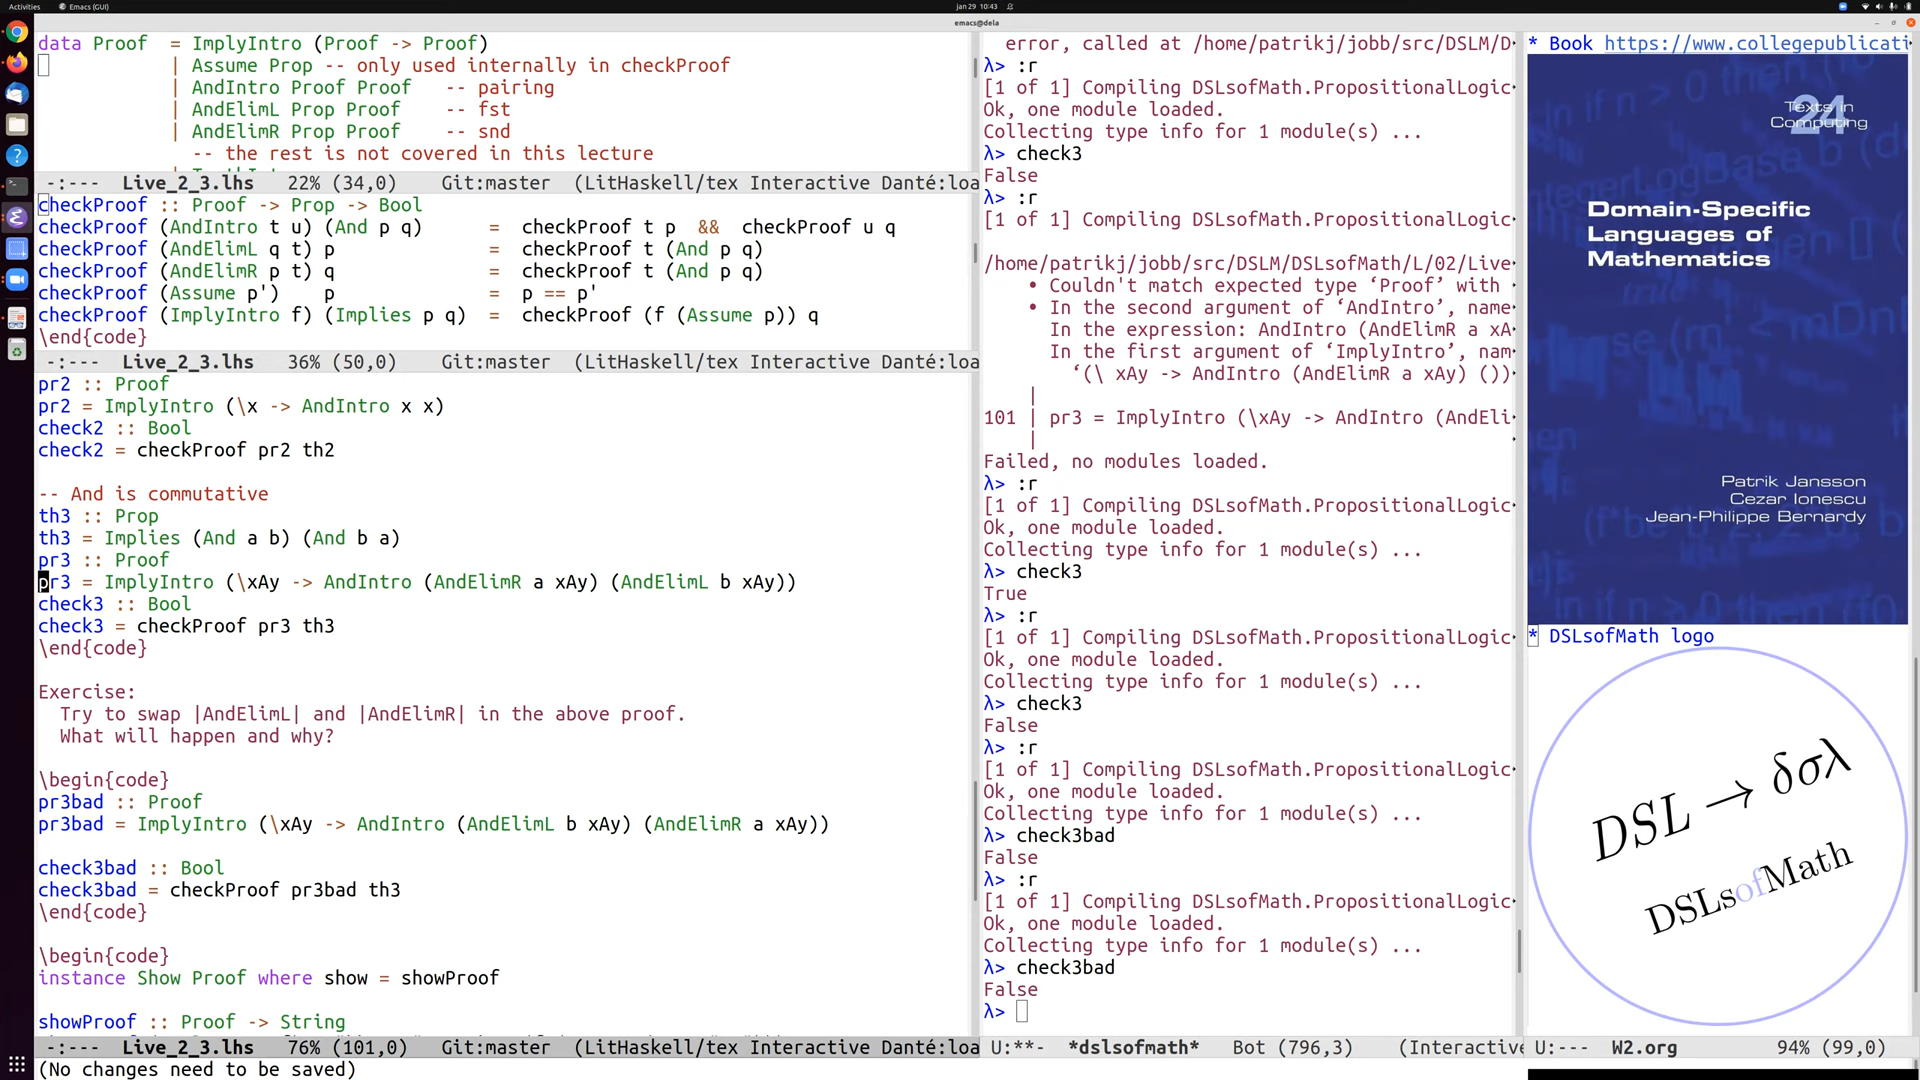 Activities
Emacs (GUI)
jan 29 10:43
emacs@dela
data Proof = ImplyIntro (Proof -> Proof)
| Assume Prop -- only used internally in checkProof
| AndIntro Proof Proof -- pairing
| AndElimL Prop Proof -- fst
| AndElimR Prop Proof -- snd
-- the rest is not covered in this lecture
-:--- Live_2_3.lhs 22% (34,0) Git:master (LitHaskell/tex Interactive Danté:loa
checkProof :: Proof -> Prop -> Bool
checkProof (AndIntro t u) (And p q) = checkProof t p && checkProof u q
checkProof (AndElimL q t) p = checkProof t (And p q)
checkProof (AndElimR p t) q = checkProof t (And p q)
checkProof (Assume p') p = p == p'
checkProof (ImplyIntro f) (Implies p q) = checkProof (f (Assume p)) q
\end{code}
-:--- Live_2_3.lhs 36% (50,0) Git:master (LitHaskell/tex Interactive Danté:loa
pr2 :: Proof
pr2 = ImplyIntro (\x -> AndIntro x x)
check2 :: Bool
check2 = checkProof pr2 th2
-- And is commutative
th3 :: Prop
th3 = Implies (And a b) (And b a)
pr3 :: Proof
pr3 = ImplyIntro (\xAy -> AndIntro (AndElimR a xAy) (AndElimL b xAy))
check3 :: Bool
check3 = checkProof pr3 th3
\end{code}
Exercise:
Try to swap |AndElimL| and |AndElimR| in the above proof.
What will happen and why?
\begin{code}
pr3bad :: Proof
pr3bad = ImplyIntro (\xAy -> AndIntro (AndElimL b xAy) (AndElimR a xAy))
check3bad :: Bool
check3bad = checkProof pr3bad th3
\end{code}
\begin{code}
instance Show Proof where show = showProof
showProof :: Proof -> String
-:--- Live_2_3.lhs 76% (101,0) Git:master (LitHaskell/tex Interactive Danté:loa
(No changes need to be saved)
error, called at /home/patrikj/jobb/src/DSLM/D
λ> :r
[1 of 1] Compiling DSLsofMath.PropositionalLogic
Ok, one module loaded.
Collecting type info for 1 module(s) ...
λ> check3
False
λ> :r
[1 of 1] Compiling DSLsofMath.PropositionalLogic
/home/patrikj/jobb/src/DSLM/DSLsofMath/L/02/Live
• Couldn't match expected type ‘Proof’ with
• In the second argument of ‘AndIntro’, name
In the expression: AndIntro (AndElimR a xA
In the first argument of ‘ImplyIntro’, nam
‘(\ xAy -> AndIntro (AndElimR a xAy) ())
|
101 | pr3 = ImplyIntro (\xAy -> AndIntro (AndEli
|
Failed, no modules loaded.
λ> :r
[1 of 1] Compiling DSLsofMath.PropositionalLogic
Ok, one module loaded.
Collecting type info for 1 module(s) ...
λ> check3
True
λ> :r
[1 of 1] Compiling DSLsofMath.PropositionalLogic
Ok, one module loaded.
Collecting type info for 1 module(s) ...
λ> check3
False
λ> :r
[1 of 1] Compiling DSLsofMath.PropositionalLogic
Ok, one module loaded.
Collecting type info for 1 module(s) ...
λ> check3bad
False
λ> :r
[1 of 1] Compiling DSLsofMath.PropositionalLogic
Ok, one module loaded.
Collecting type info for 1 module(s) ...
λ> check3bad
False
λ>
U:**- *dslsofmath* Bot (796,3) (Interactive
* Book https://www.collegepublicati
24
Texts in
Computing
Domain-Specific
Languages of
Mathematics
Patrik Jansson
Cezar Ionescu
Jean-Philippe Bernardy
* DSLsofMath logo
DSL → δσλ
DSLsofMath
U:--- W2.org 94% (99,0)